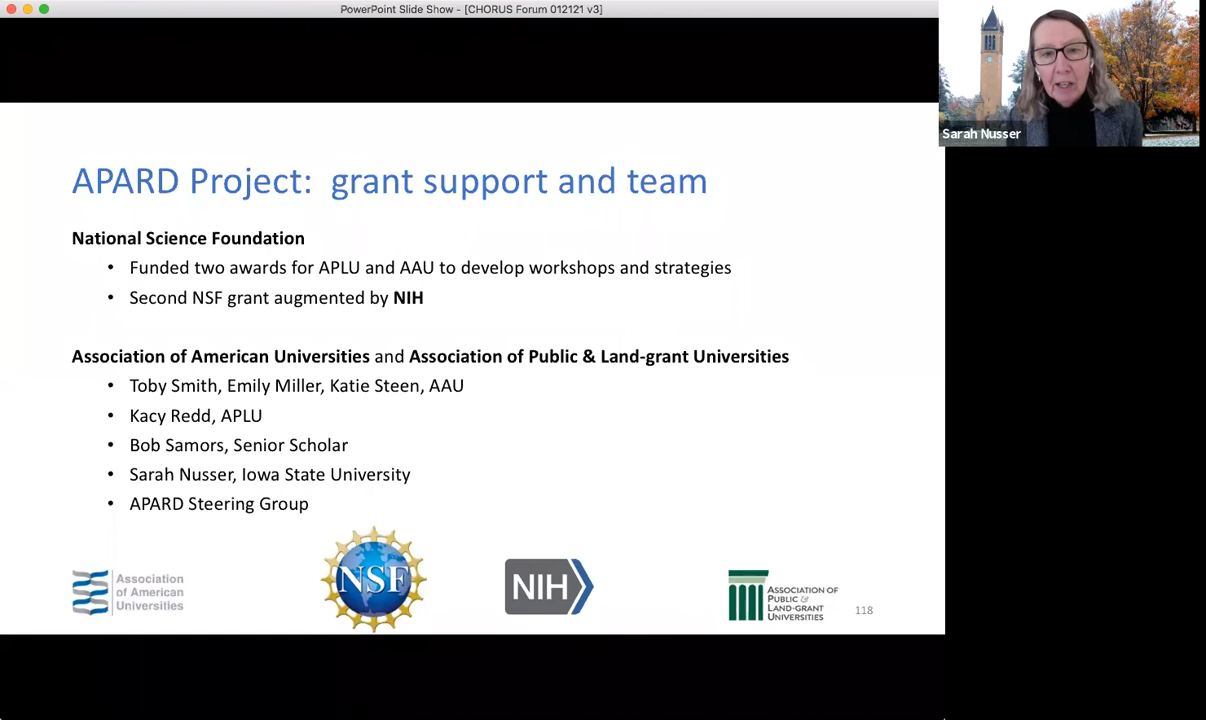 PowerPoint Slide Show - [CHORUS Forum 012121 v3]
Sarah Nusser
APARD Project: grant support and team
National Science Foundation
• Funded two awards for APLU and AAU to develop workshops and strategies
• Second NSF grant augmented by NIH
Association of American Universities and Association of Public & Land-grant Universities
• Toby Smith, Emily Miller, Katie Steen, AAU
• Kacy Redd, APLU
• Bob Samors, Senior Scholar
• Sarah Nusser, Iowa State University
• APARD Steering Group
Association
of American
Universities
NSF
NIH
ASSOCIATION OF
PUBLIC &
LAND-GRANT
UNIVERSITIES
118